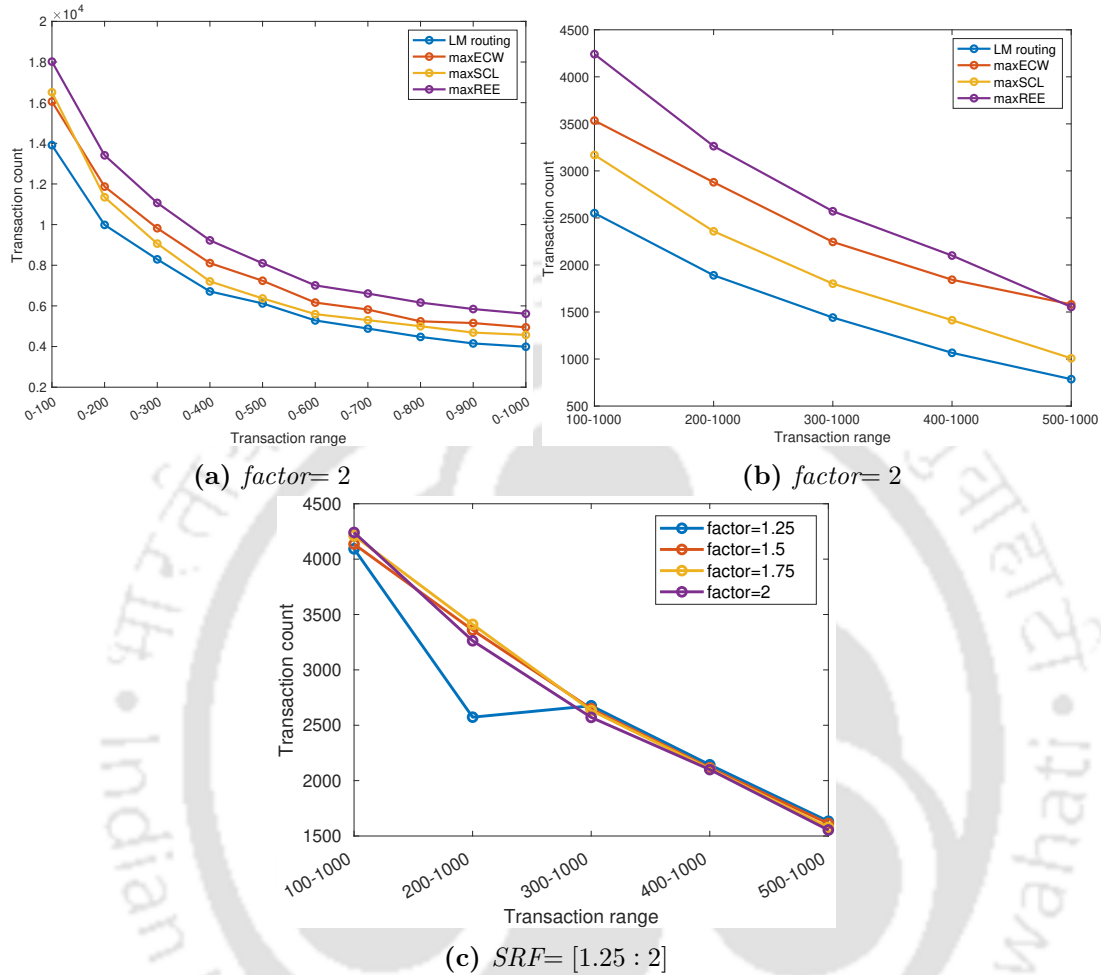 ×10⁴
2
1.8
1.6
1.4
1.2
1
0.8
0.6
0.4
0.2
Transaction count
LM routing
maxECW
maxSCL
maxREE
0-100
0-200
0-300
0-400
0-500
0-600
0-700
0-800
0-900
0-1000
Transaction range
(a) factor= 2
4500
4000
3500
3000
2500
2000
1500
1000
500
Transaction count
LM routing
maxECW
maxSCL
maxREE
100-1000
200-1000
300-1000
400-1000
500-1000
Transaction range
(b) factor= 2
4500
4000
3500
3000
2500
2000
1500
Transaction count
factor=1.25
factor=1.5
factor=1.75
factor=2
100-1000
200-1000
300-1000
400-1000
500-1000
Transaction range
(c) SRF= [1.25 : 2]
Indian
wahati